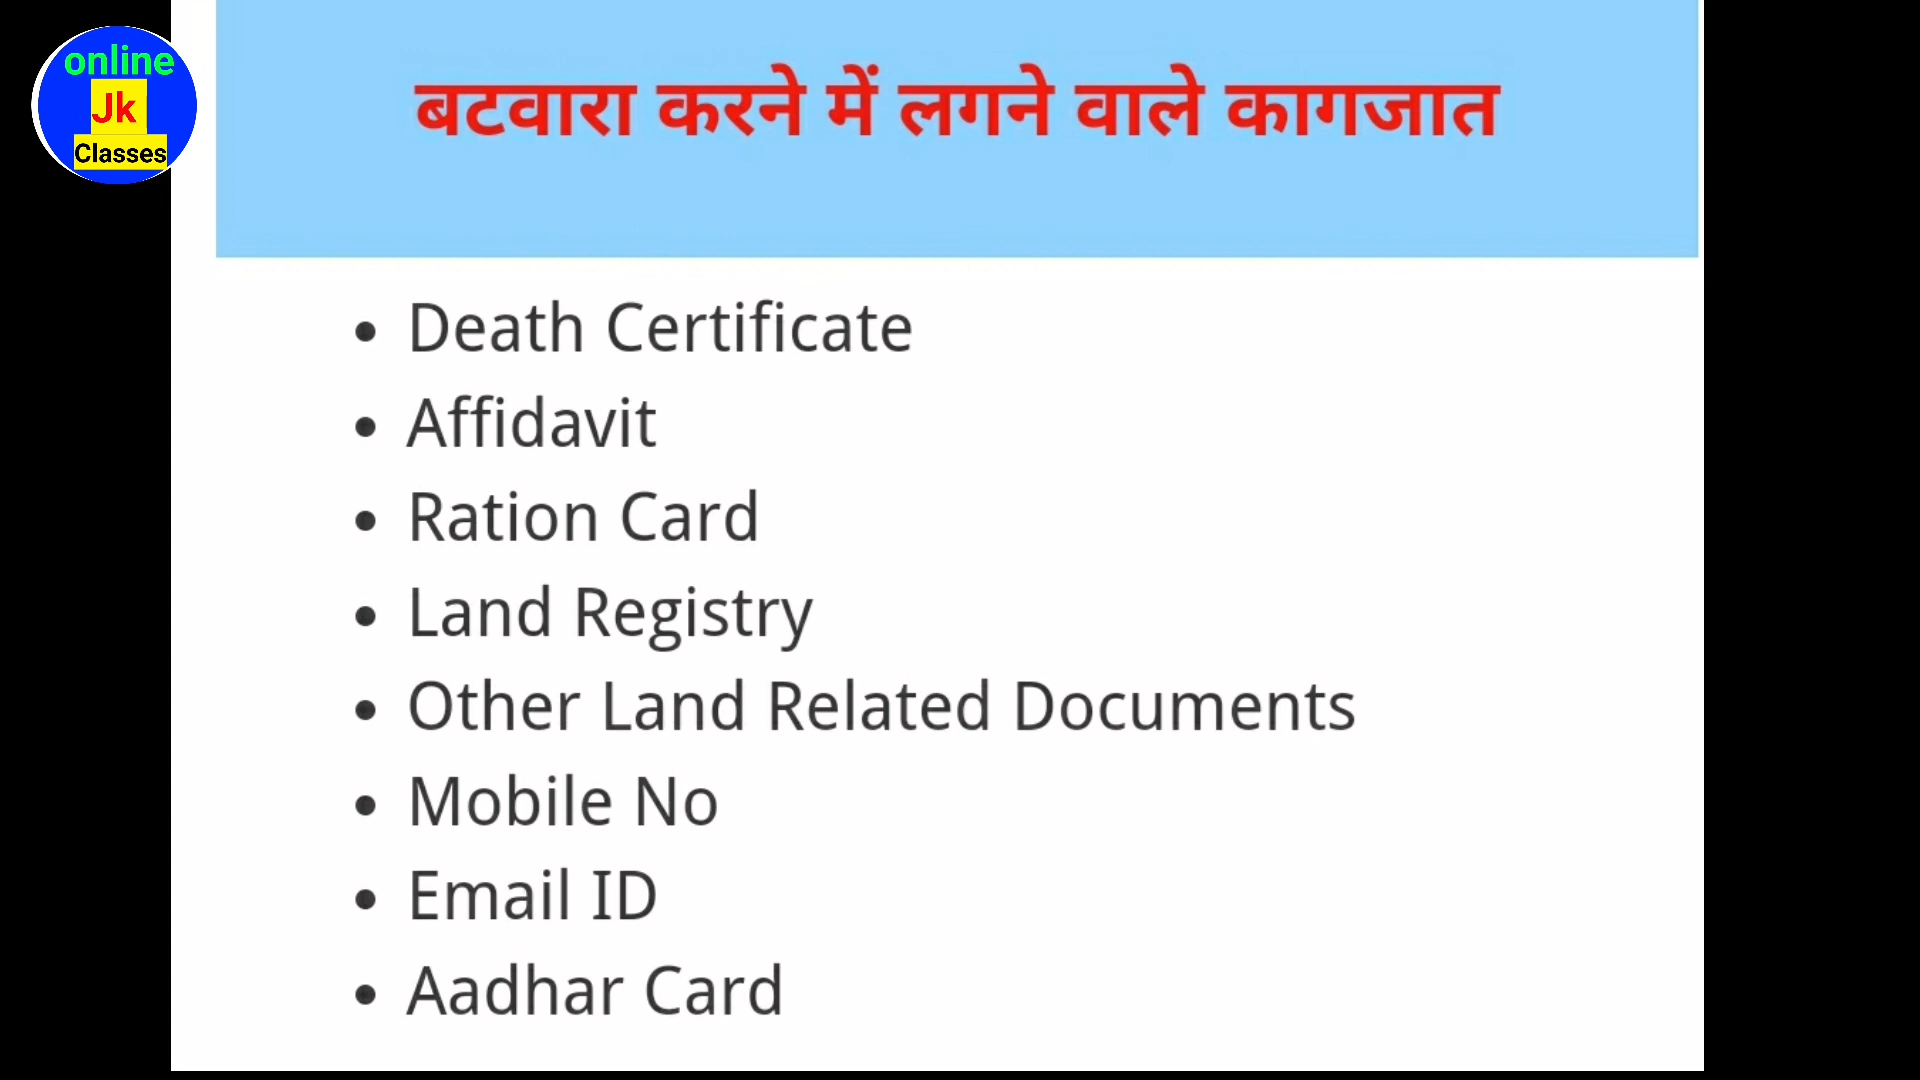 online
Jk
Classes
बटवारा करने में लगने वाले कागजात
• Death Certificate
• Affidavit
• Ration Card
• Land Registry
• Other Land Related Documents
• Mobile No
• Email ID
• Aadhar Card